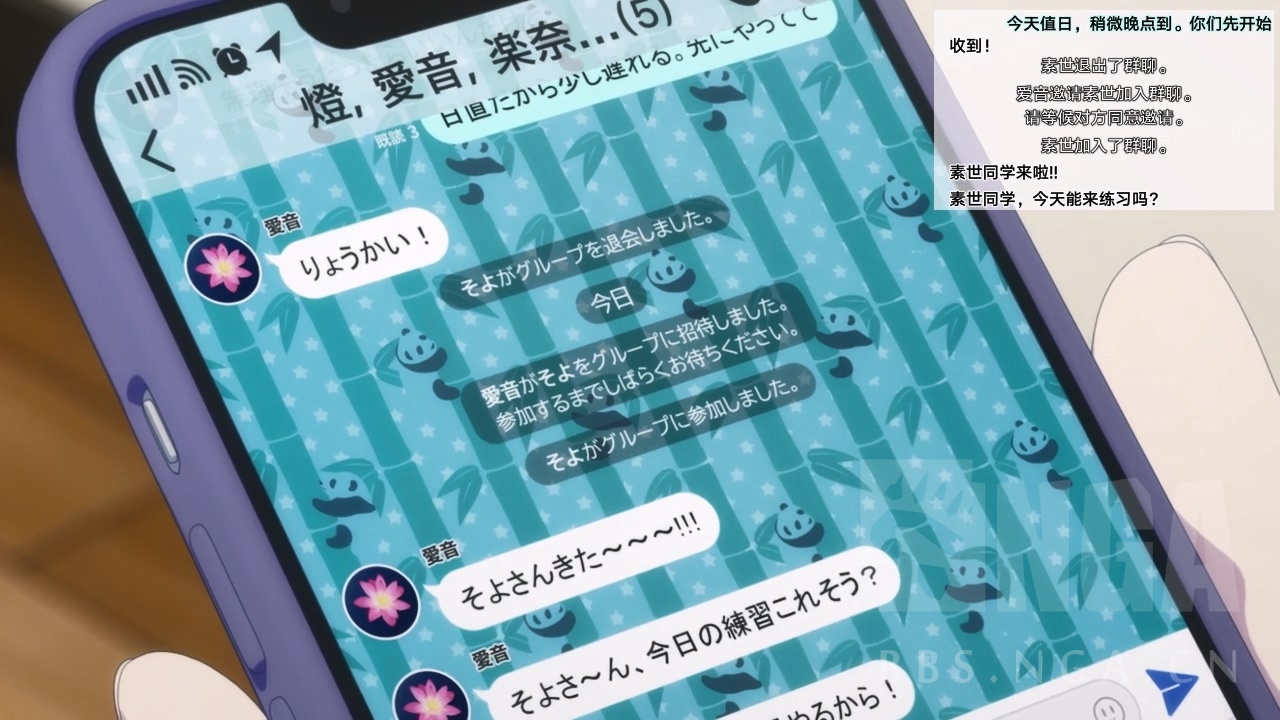 燈, 愛音, 楽奈...(5)
日直だから少し遅れる。先にやってて
既読 3
愛音
りょうかい！
そよがグループを退会しました。
今日
愛音がそよをグループに招待しました。
参加するまでしばらくお待ちください。
そよがグループに参加しました。
愛音
そよさんきた～～～!!!
愛音
そよさ～ん、今日の練習これそう？
やるから！
今天值日，稍微晚点到。你们先开始
收到！
素世退出了群聊。
爱音邀请素世加入群聊。
请等候对方同意邀请。
素世加入了群聊。
素世同学来啦!!
素世同学，今天能来练习吗？
NGA
BBS.NGA.CN